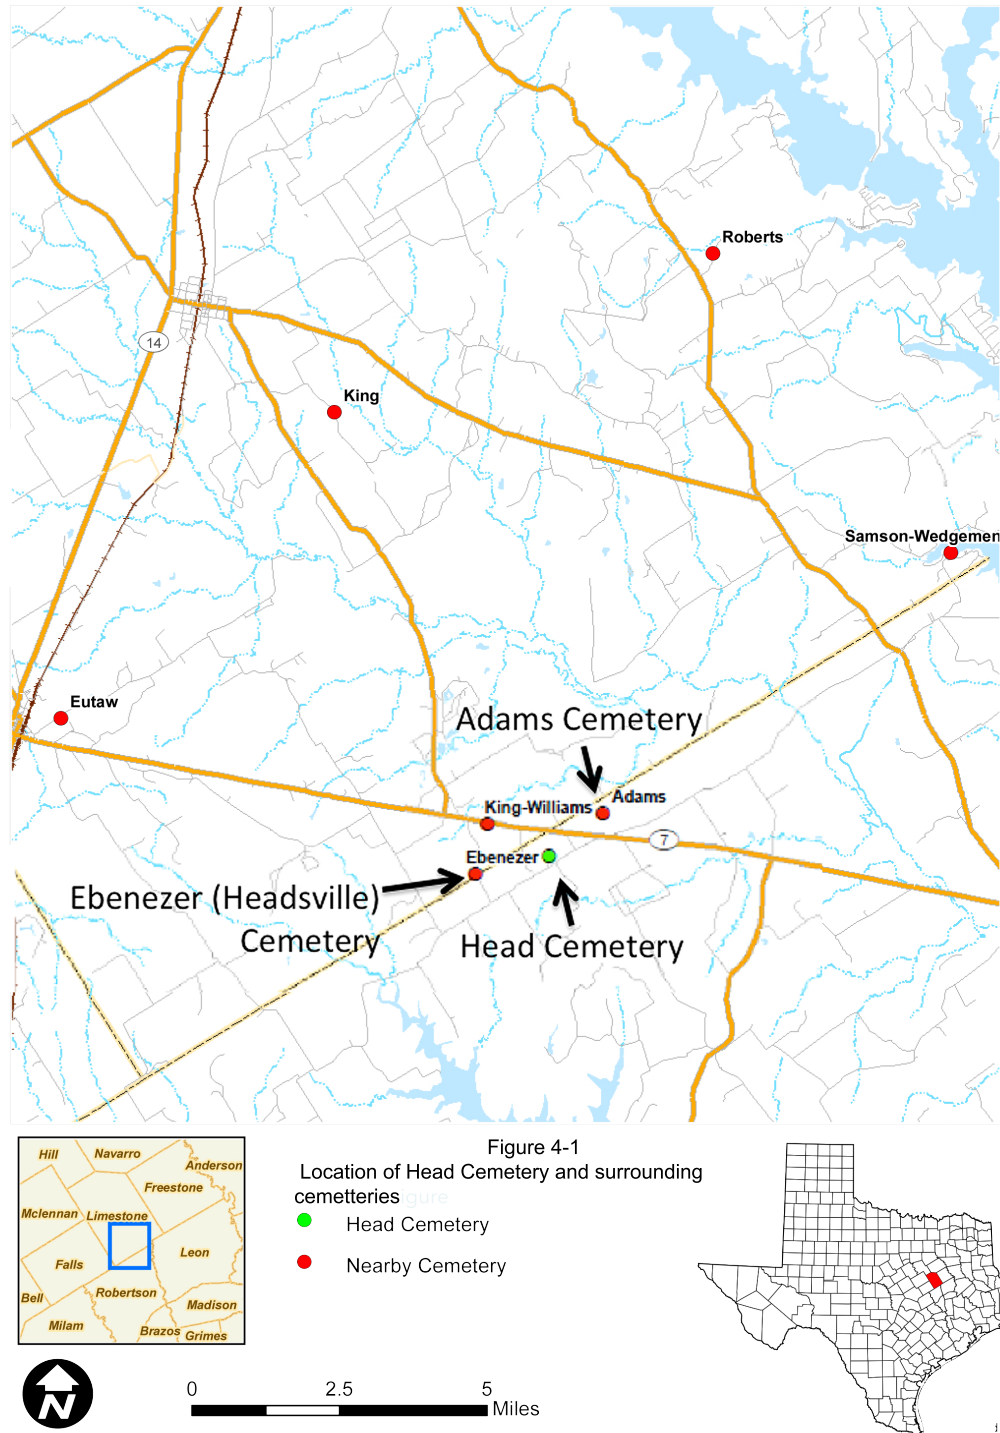 Roberts
14
King
Samson-Wedgemen
Eutaw
Adams Cemetery
Adams
King-Williams
7
Ebenezer
Ebenezer (Headsville)
Cemetery
Head Cemetery
Figure 4-1
Location of Head Cemetery and surrounding
cemetteries igure
Head Cemetery
Nearby Cemetery
Hill
Navarro
Anderson
Freestone
Mclennan
Limestone
Leon
Falls
Robertson
Bell
Madison
Milam
Brazos
Grimes
N
0 2.5 5
Miles